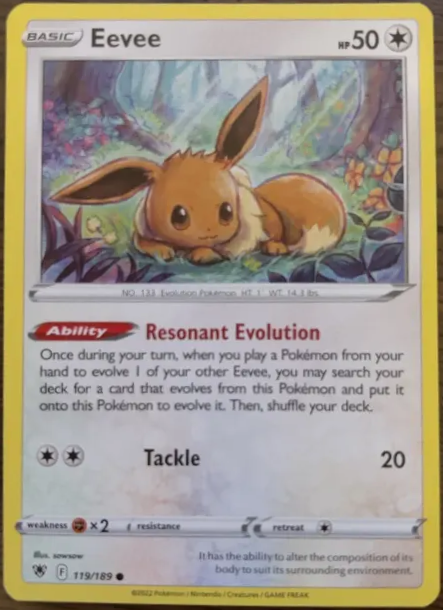 BASIC Eevee HP 50
NO. 133 Evolution Pokémon HT: 1' WT: 14.3 lbs.
Ability Resonant Evolution
Once during your turn, when you play a Pokémon from your
hand to evolve 1 of your other Eevee, you may search your
deck for a card that evolves from this Pokémon and put it
onto this Pokémon to evolve it. Then, shuffle your deck.
Tackle 20
weakness ×2 resistance retreat
Illus. sowsow
F 119/189
It has the ability to alter the composition of its
body to suit its surrounding environment.
©2022 Pokémon / Nintendo / Creatures / GAME FREAK